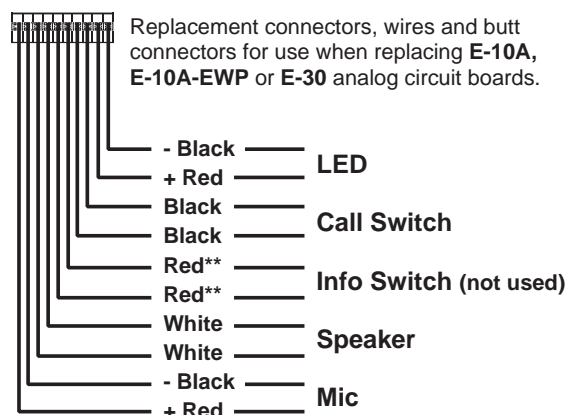 Replacement connectors, wires and butt
connectors for use when replacing E-10A,
E-10A-EWP or E-30 analog circuit boards.
- Black
LED
+ Red
Black
Call Switch
Black
Red**
Info Switch (not used)
Red**
White
Speaker
White
- Black
Mic
+ Red